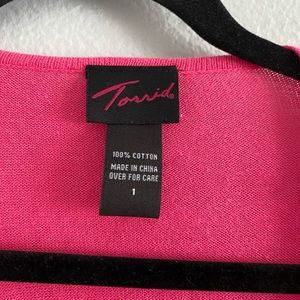 Torrid
100% COTTON
MADE IN CHINA
OVER FOR CARE
1